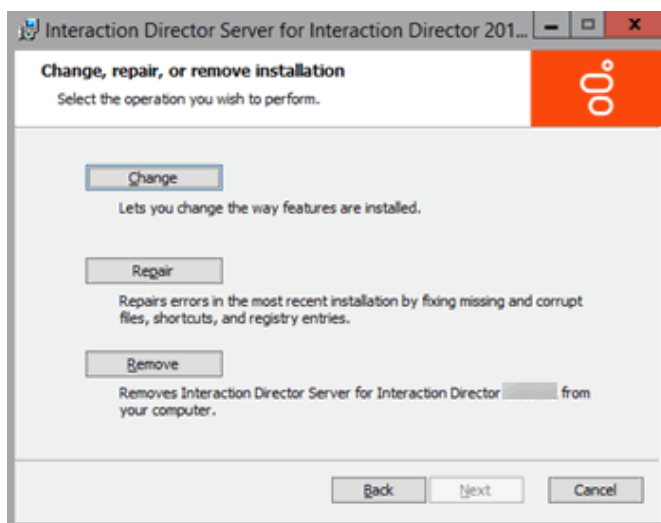 Interaction Director Server for Interaction Director 201...
Change, repair, or remove installation
Select the operation you wish to perform.
Change
Lets you change the way features are installed.
Repair
Repairs errors in the most recent installation by fixing missing and corrupt
files, shortcuts, and registry entries.
Remove
Removes Interaction Director Server for Interaction Director from
your computer.
Back Next Cancel